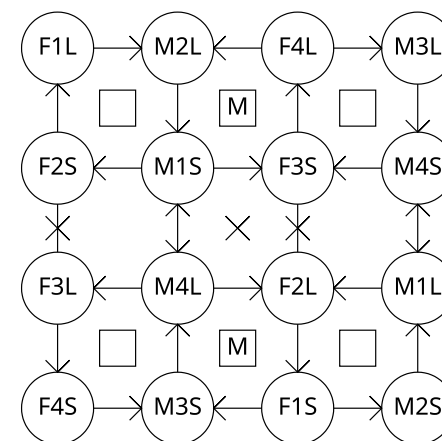 F1L M2L F4L M3L
M
F2S M1S F3S M4S
F3L M4L F2L M1L
M
F4S M3S F1S M2S